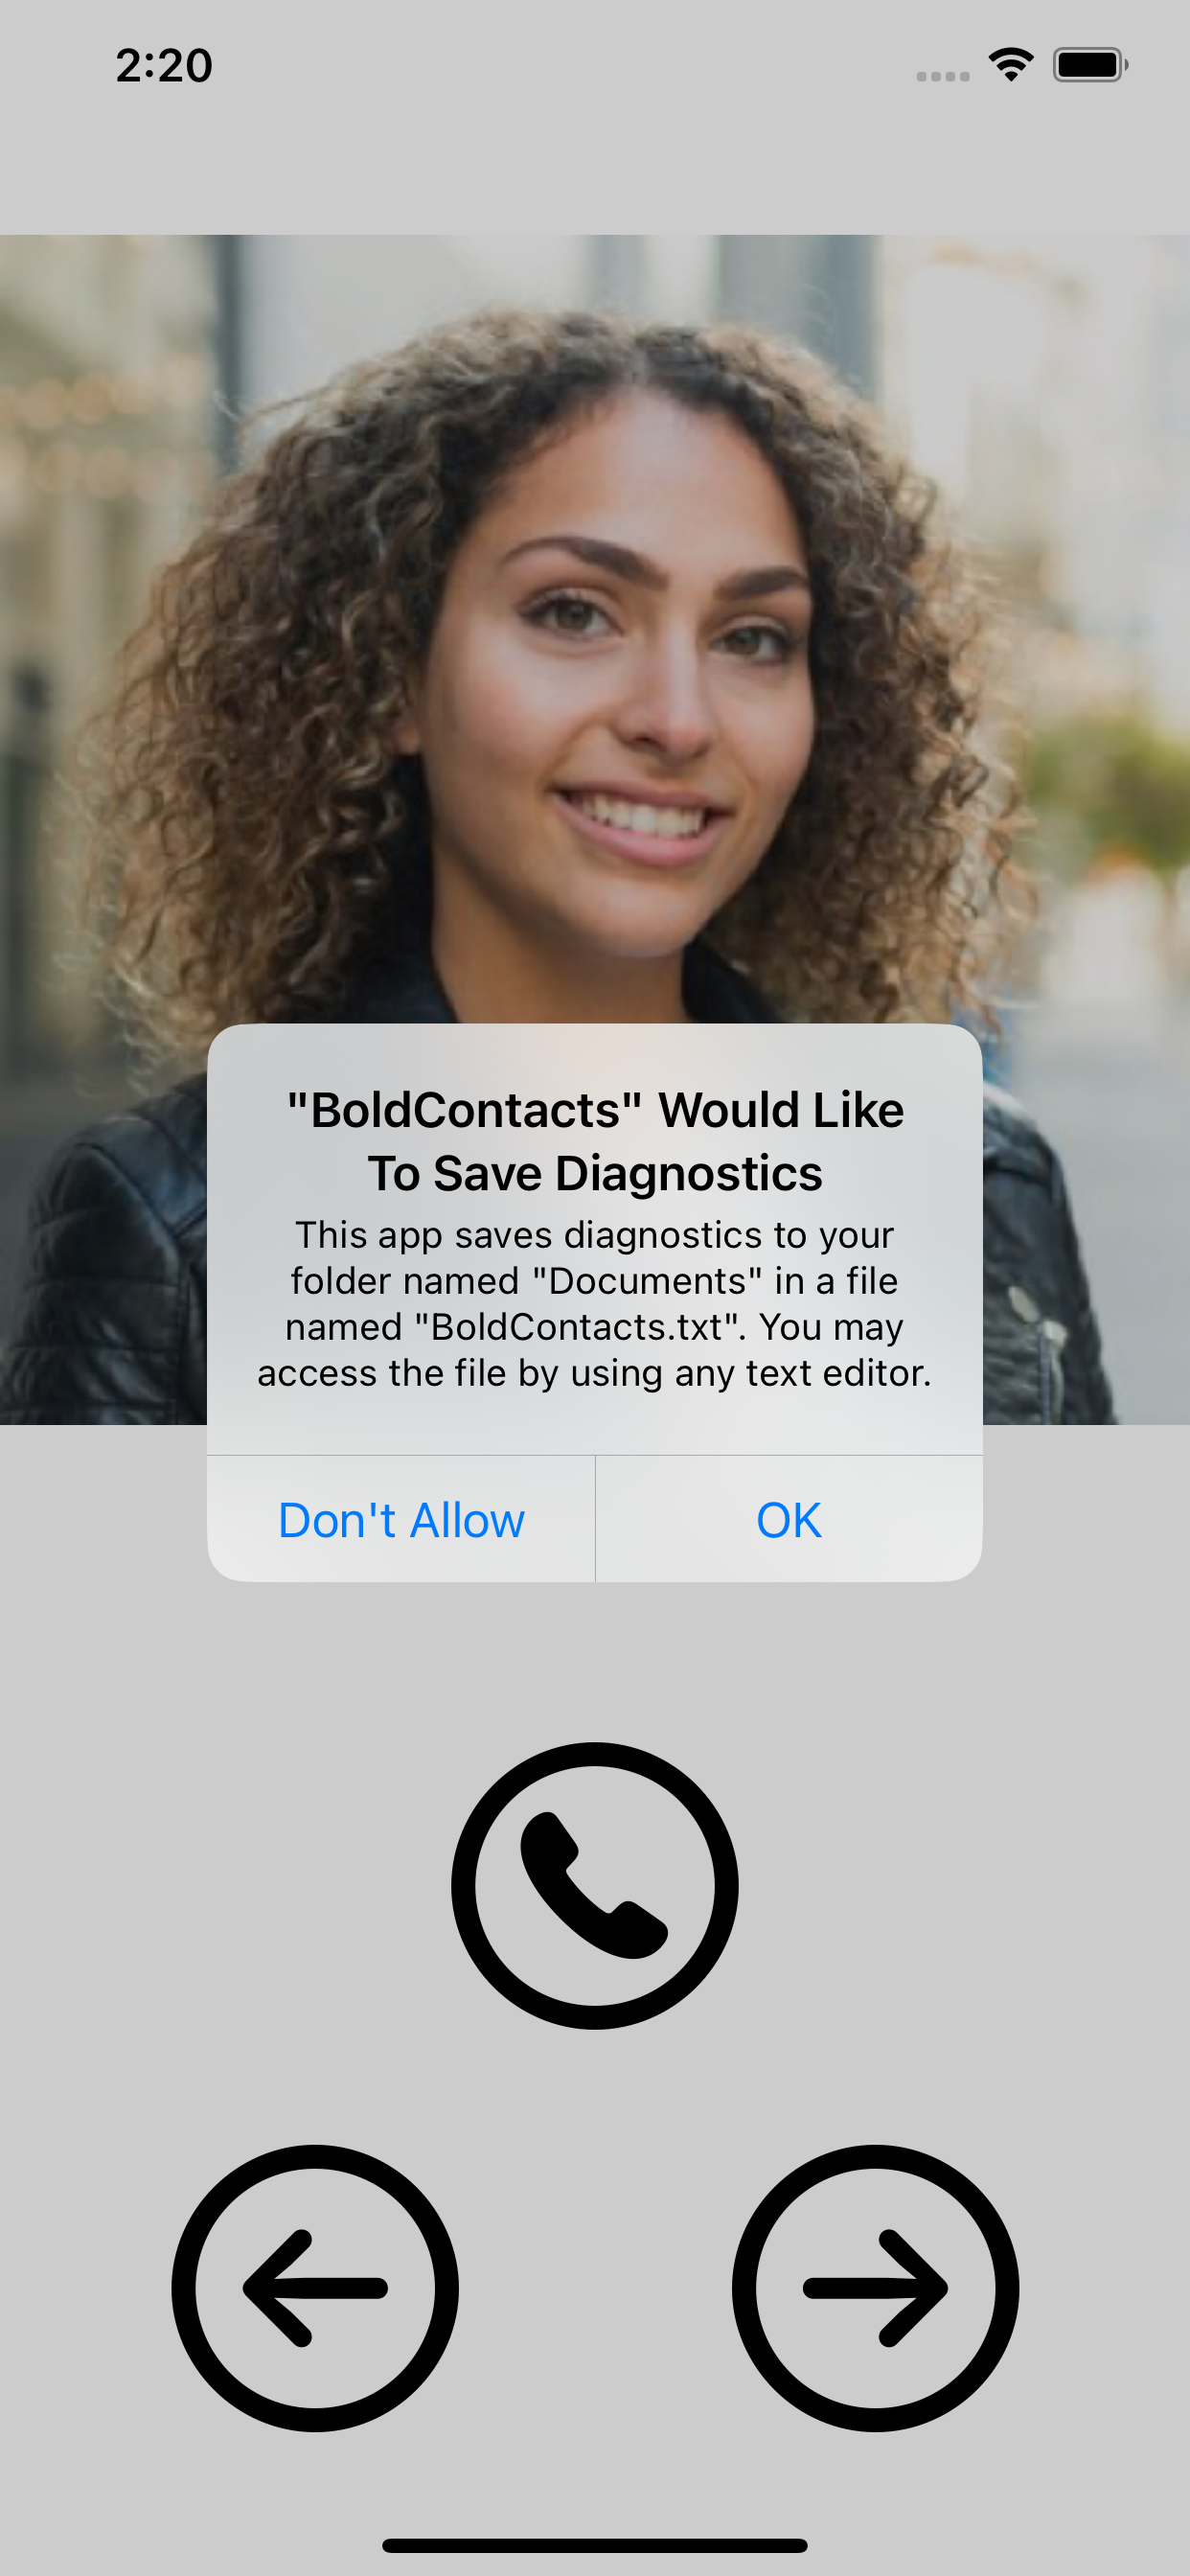 2:20
"BoldContacts" Would Like
To Save Diagnostics
This app saves diagnostics to your
folder named "Documents" in a file
named "BoldContacts.txt". You may
access the file by using any text editor.
Don't Allow
OK